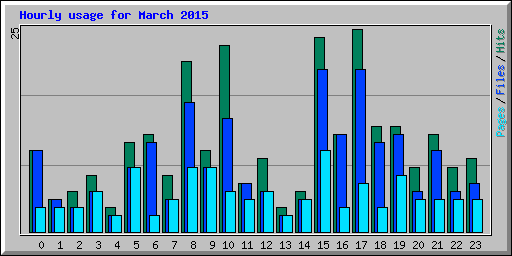 Hourly usage for March 2015
25
Pages / Files / Hits
0 1 2 3 4 5 6 7 8 9 10 11 12 13 14 15 16 17 18 19 20 21 22 23